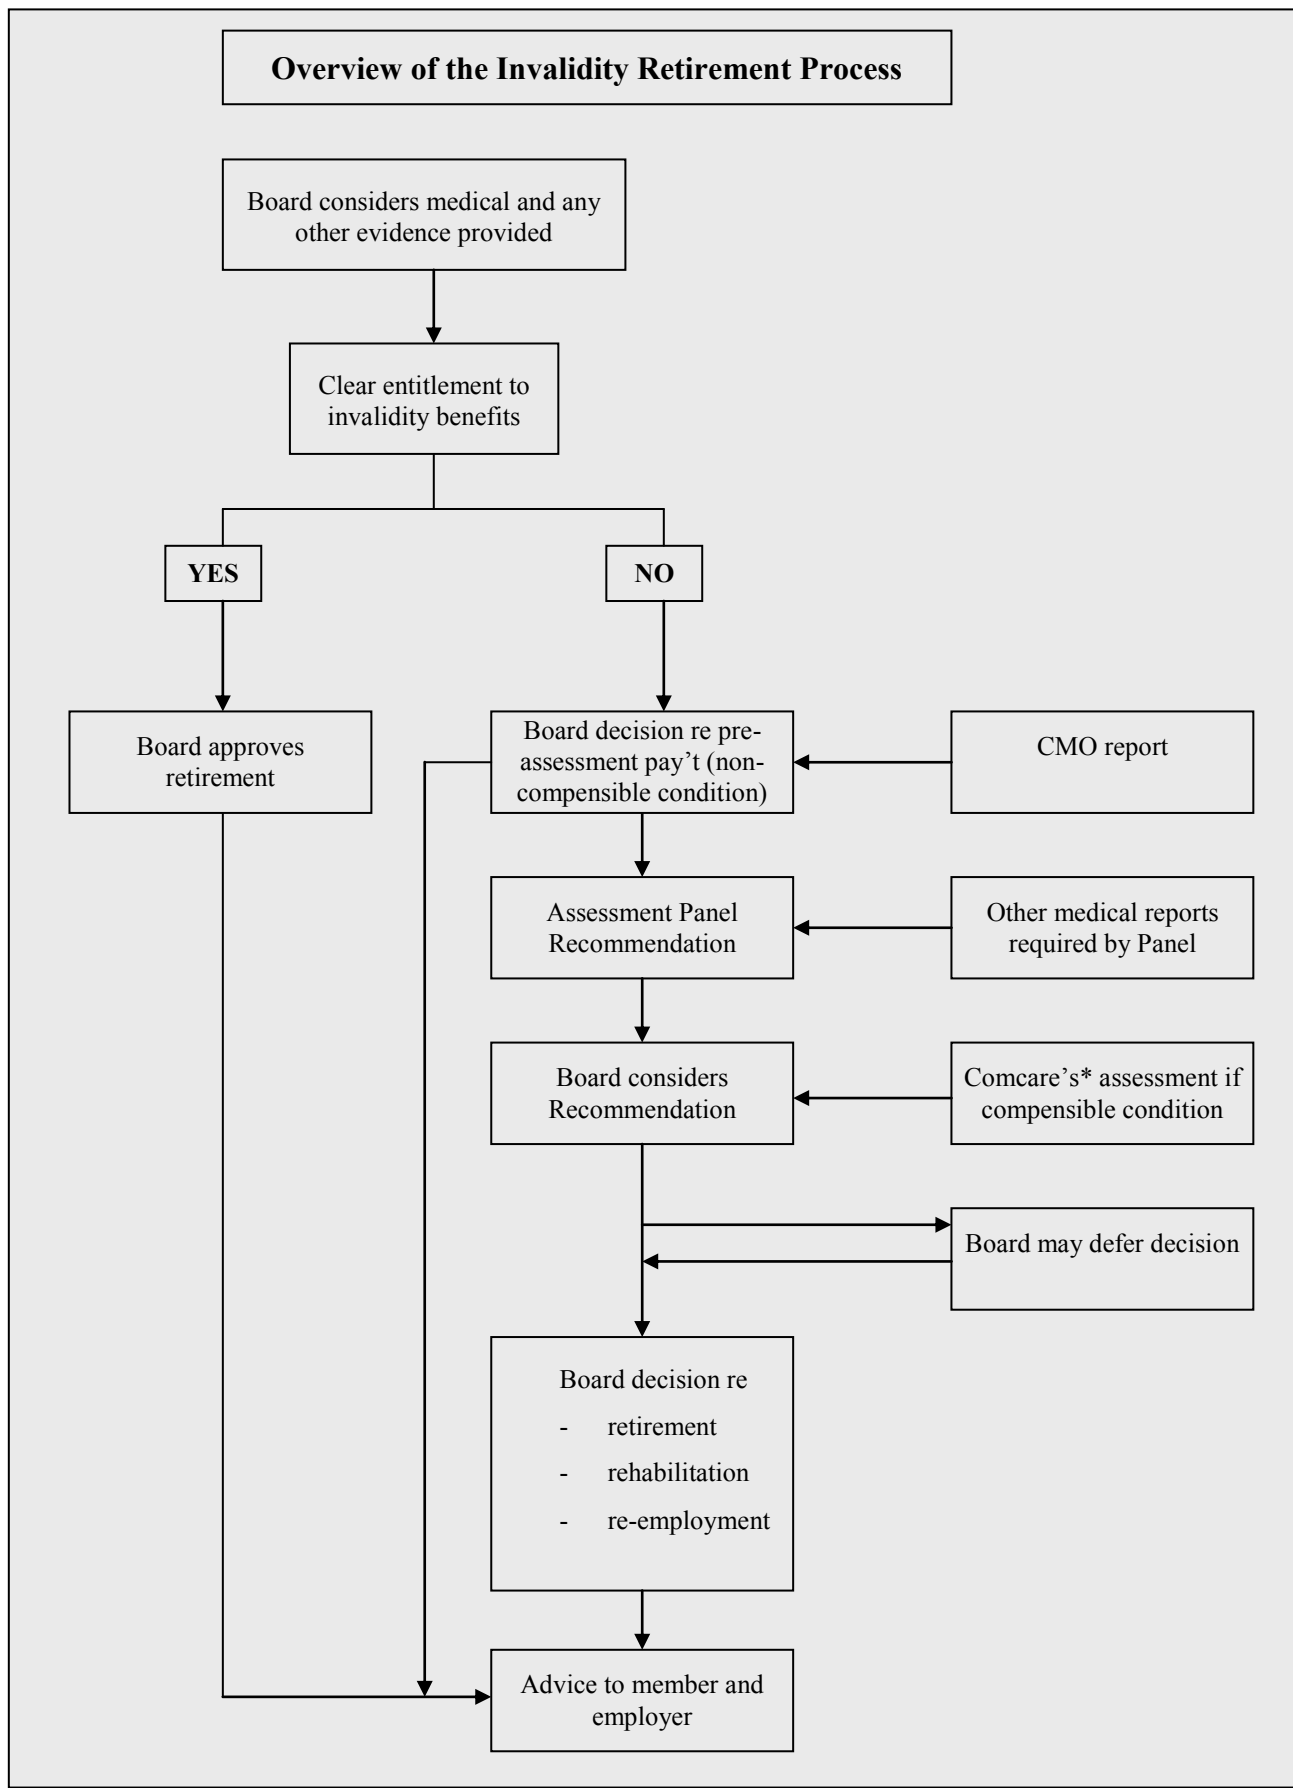 Overview of the Invalidity Retirement Process
Board considers medical and any
other evidence provided
Clear entitlement to
invalidity benefits
YES
NO
Board approves
retirement
Board decision re pre-
assessment pay’t (non-
compensible condition)
CMO report
Assessment Panel
Recommendation
Other medical reports
required by Panel
Board considers
Recommendation
Comcare’s* assessment if
compensible condition
Board may defer decision
Board decision re
- retirement
- rehabilitation
- re-employment
Advice to member and
employer